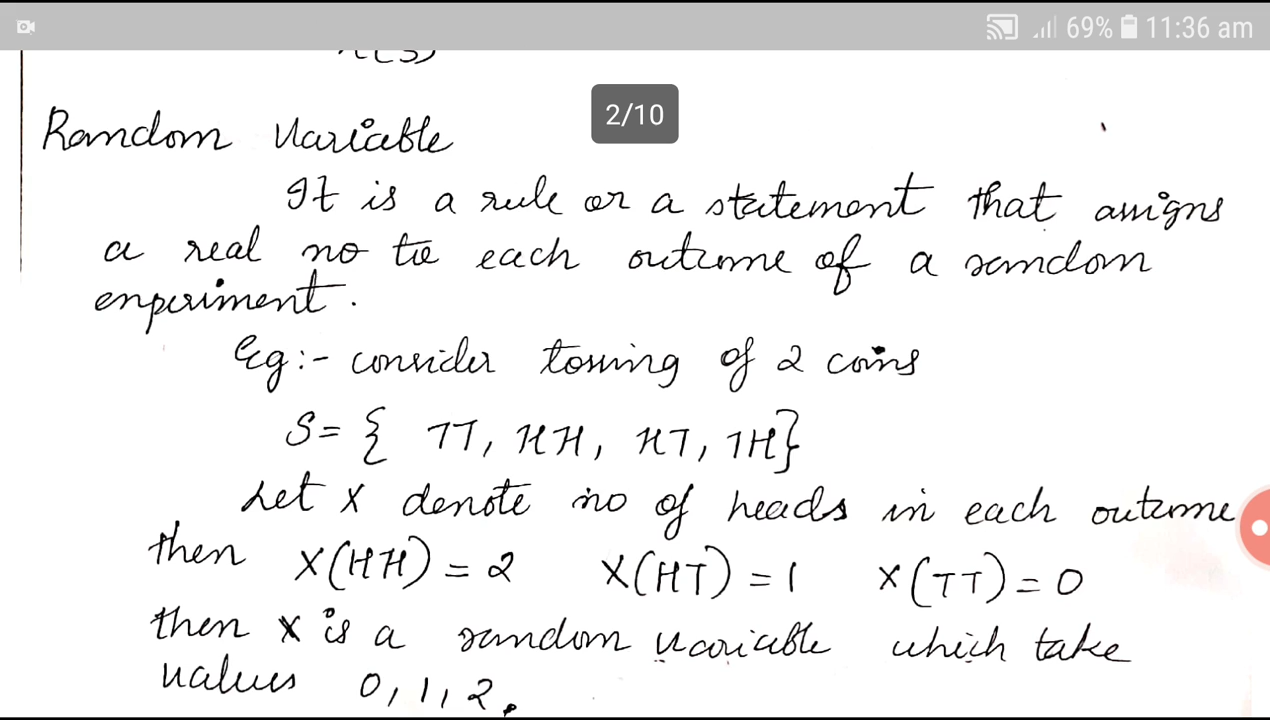 69% 11:36 am
2/10
Random Variable
It is a rule or a statement that assigns
a real no to each outcome of a random
experiment.
Eg:- consider tossing of 2 coins
S= { TT, HH, HT, TH}
Let X denote no of heads in each outcome
then X(HH) = 2 X(HT) = 1 X(TT) = 0
then X is a random variable which take
values 0, 1, 2.